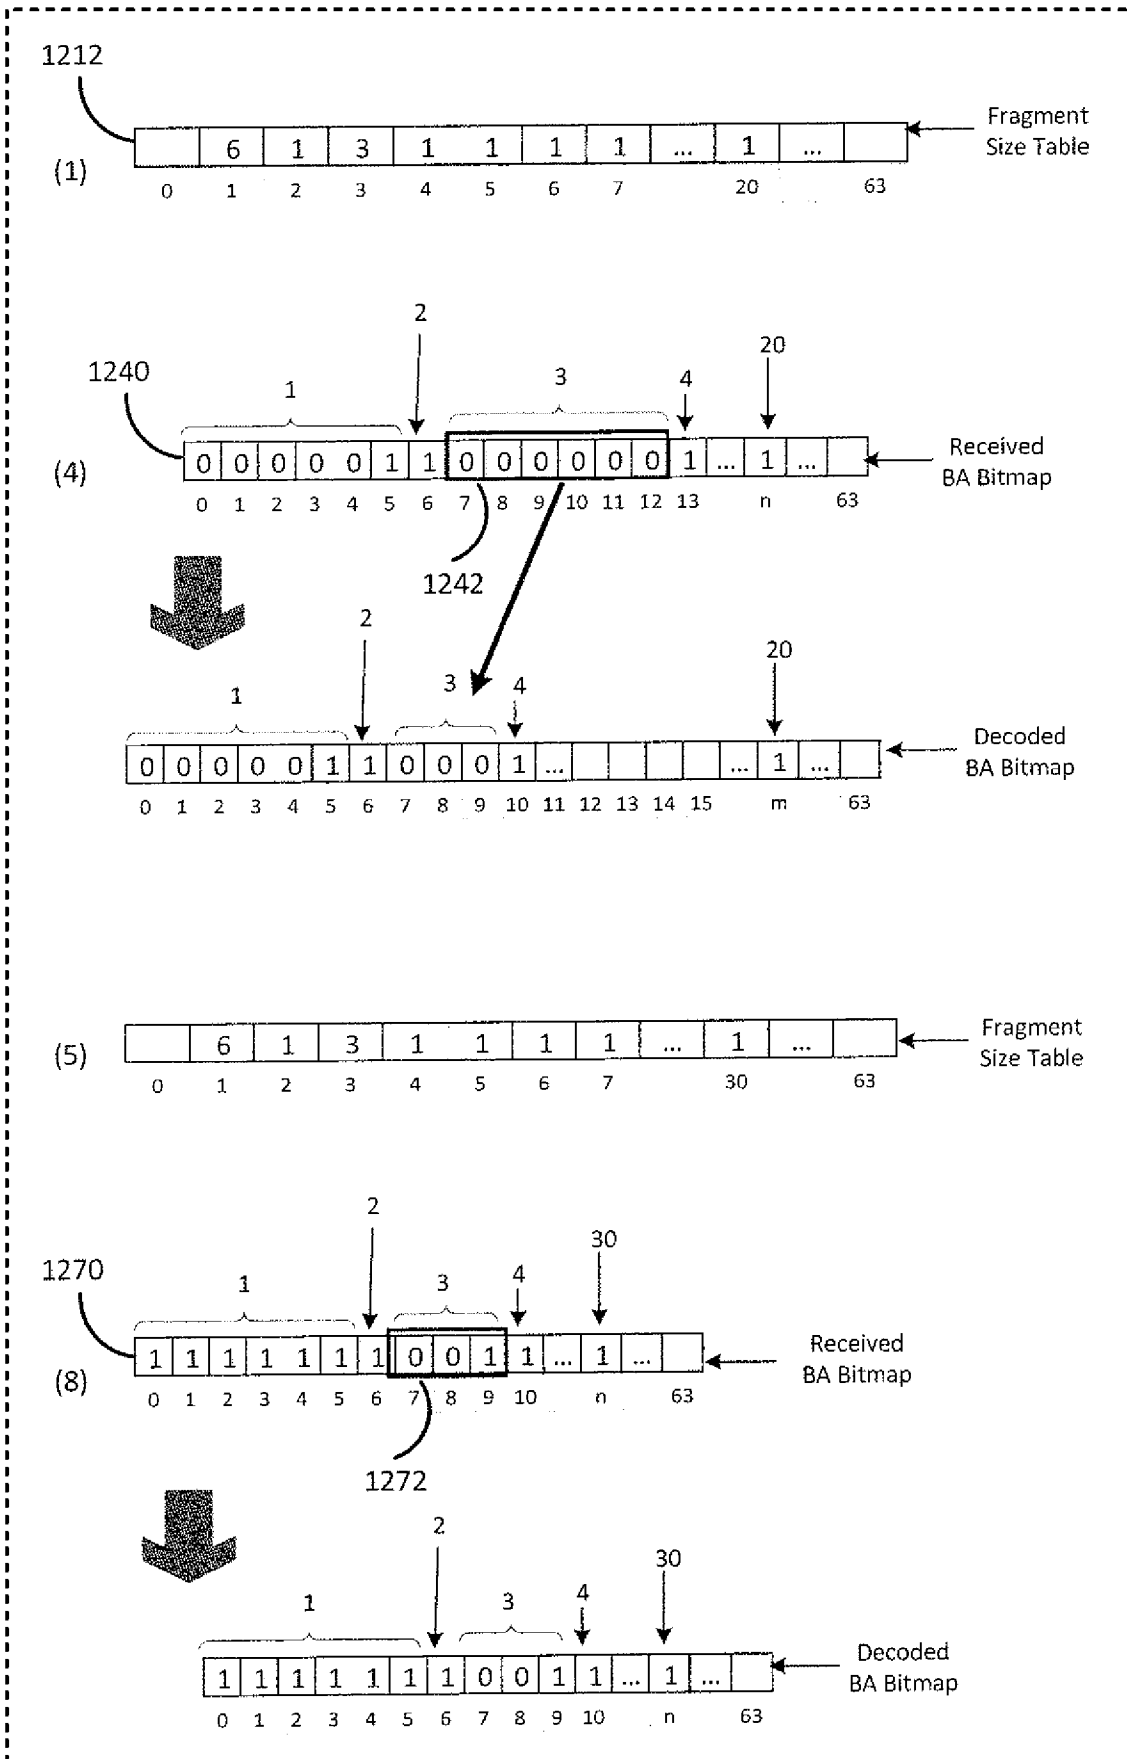 1212
Fragment
Size Table
(1)
6 1 3 1 1 1 1 ... 1 ...
0 1 2 3 4 5 6 7 20 63
2
20
1240
1
3
4
(4)
0 0 0 0 0 1 1 0 0 0 0 0 0 1 ... 1 ...
Received
BA Bitmap
0 1 2 3 4 5 6 7 8 9 10 11 12 13 n 63
1242
2
20
1
3
4
0 0 0 0 0 1 1 0 0 0 1 ... ... 1 ...
Decoded
BA Bitmap
0 1 2 3 4 5 6 7 8 9 10 11 12 13 14 15 m 63
(5)
6 1 3 1 1 1 1 ... 1 ...
Fragment
Size Table
0 1 2 3 4 5 6 7 30 63
2
30
1270
1
3
4
(8)
1 1 1 1 1 1 1 0 0 1 1 ... 1 ...
Received
BA Bitmap
0 1 2 3 4 5 6 7 8 9 10 n 63
1272
2
30
1
3
4
1 1 1 1 1 1 1 0 0 1 1 ... 1 ...
Decoded
BA Bitmap
0 1 2 3 4 5 6 7 8 9 10 n 63